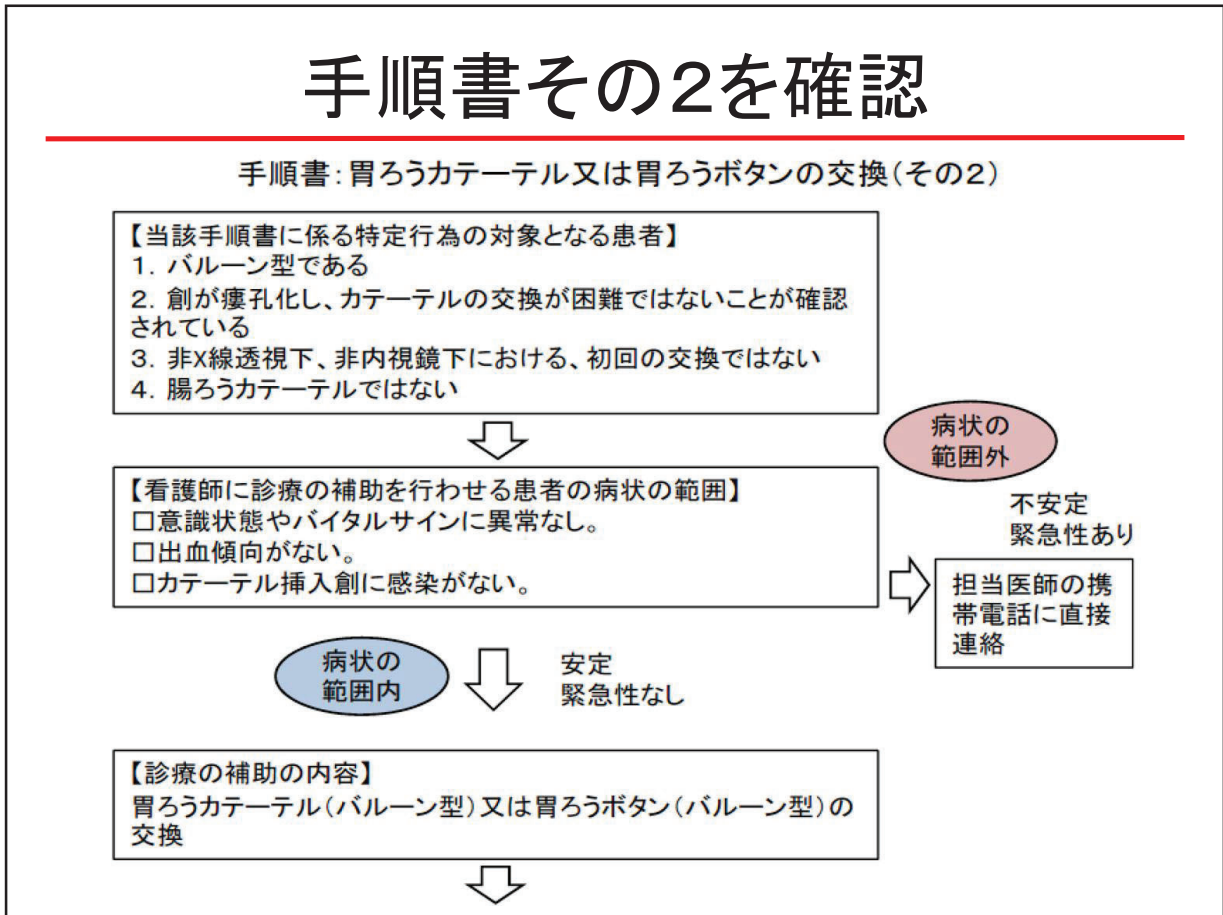 手順書その２を確認
手順書：胃ろうカテーテル又は胃ろうボタンの交換（その２）
【当該手順書に係る特定行為の対象となる患者】
１．バルーン型である
２．創が瘻孔化し、カテーテルの交換が困難ではないことが確認
されている
３．非X線透視下、非内視鏡下における、初回の交換ではない
４．腸ろうカテーテルではない
病状の
範囲外
【看護師に診療の補助を行わせる患者の病状の範囲】
□意識状態やバイタルサインに異常なし。
□出血傾向がない。
□カテーテル挿入創に感染がない。
不安定
緊急性あり
担当医師の携
帯電話に直接
連絡
病状の
範囲内
安定
緊急性なし
【診療の補助の内容】
胃ろうカテーテル（バルーン型）又は胃ろうボタン（バルーン型）の
交換